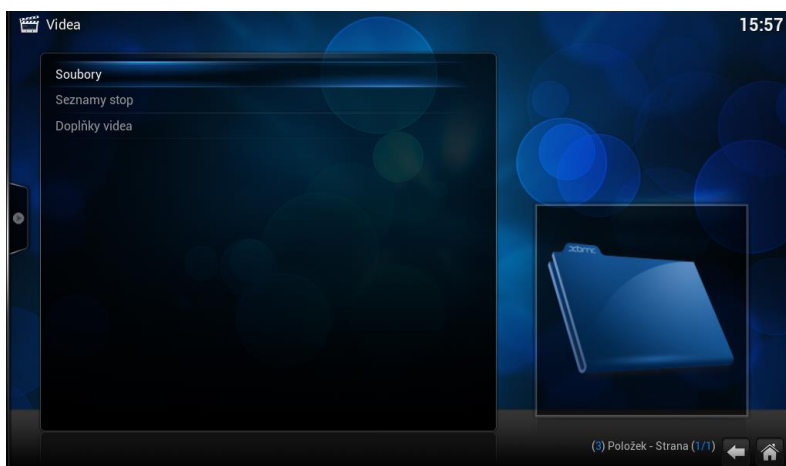 Videa
15:57
Soubory
Seznamy stop
Doplňky videa
xbmc
(3) Položek - Strana (1/1)